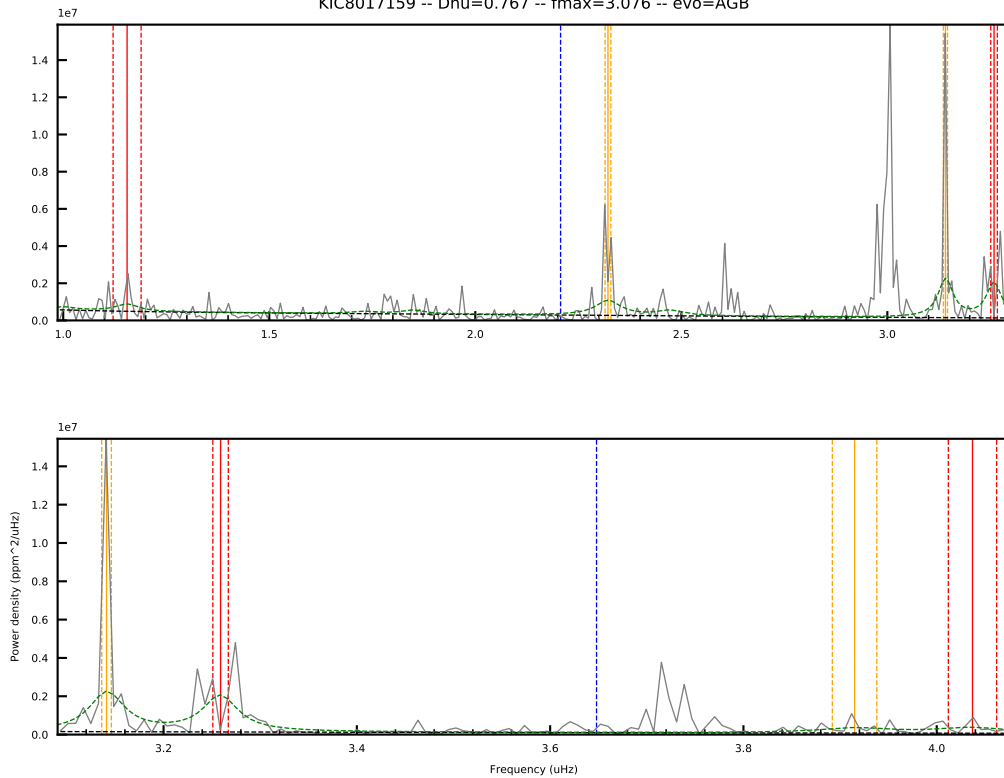 KIC8017159 -- Dnu=0.767 -- fmax=3.076 -- evo=AGB
1e7
1.4
1.2
1.0
0.8
0.6
0.4
0.2
0.0
1.0 1.5 2.0 2.5 3.0
1e7
1.4
1.2
1.0
0.8
0.6
0.4
0.2
0.0
Power density (ppm^2/uHz)
3.2 3.4 3.6 3.8 4.0
Frequency (uHz)